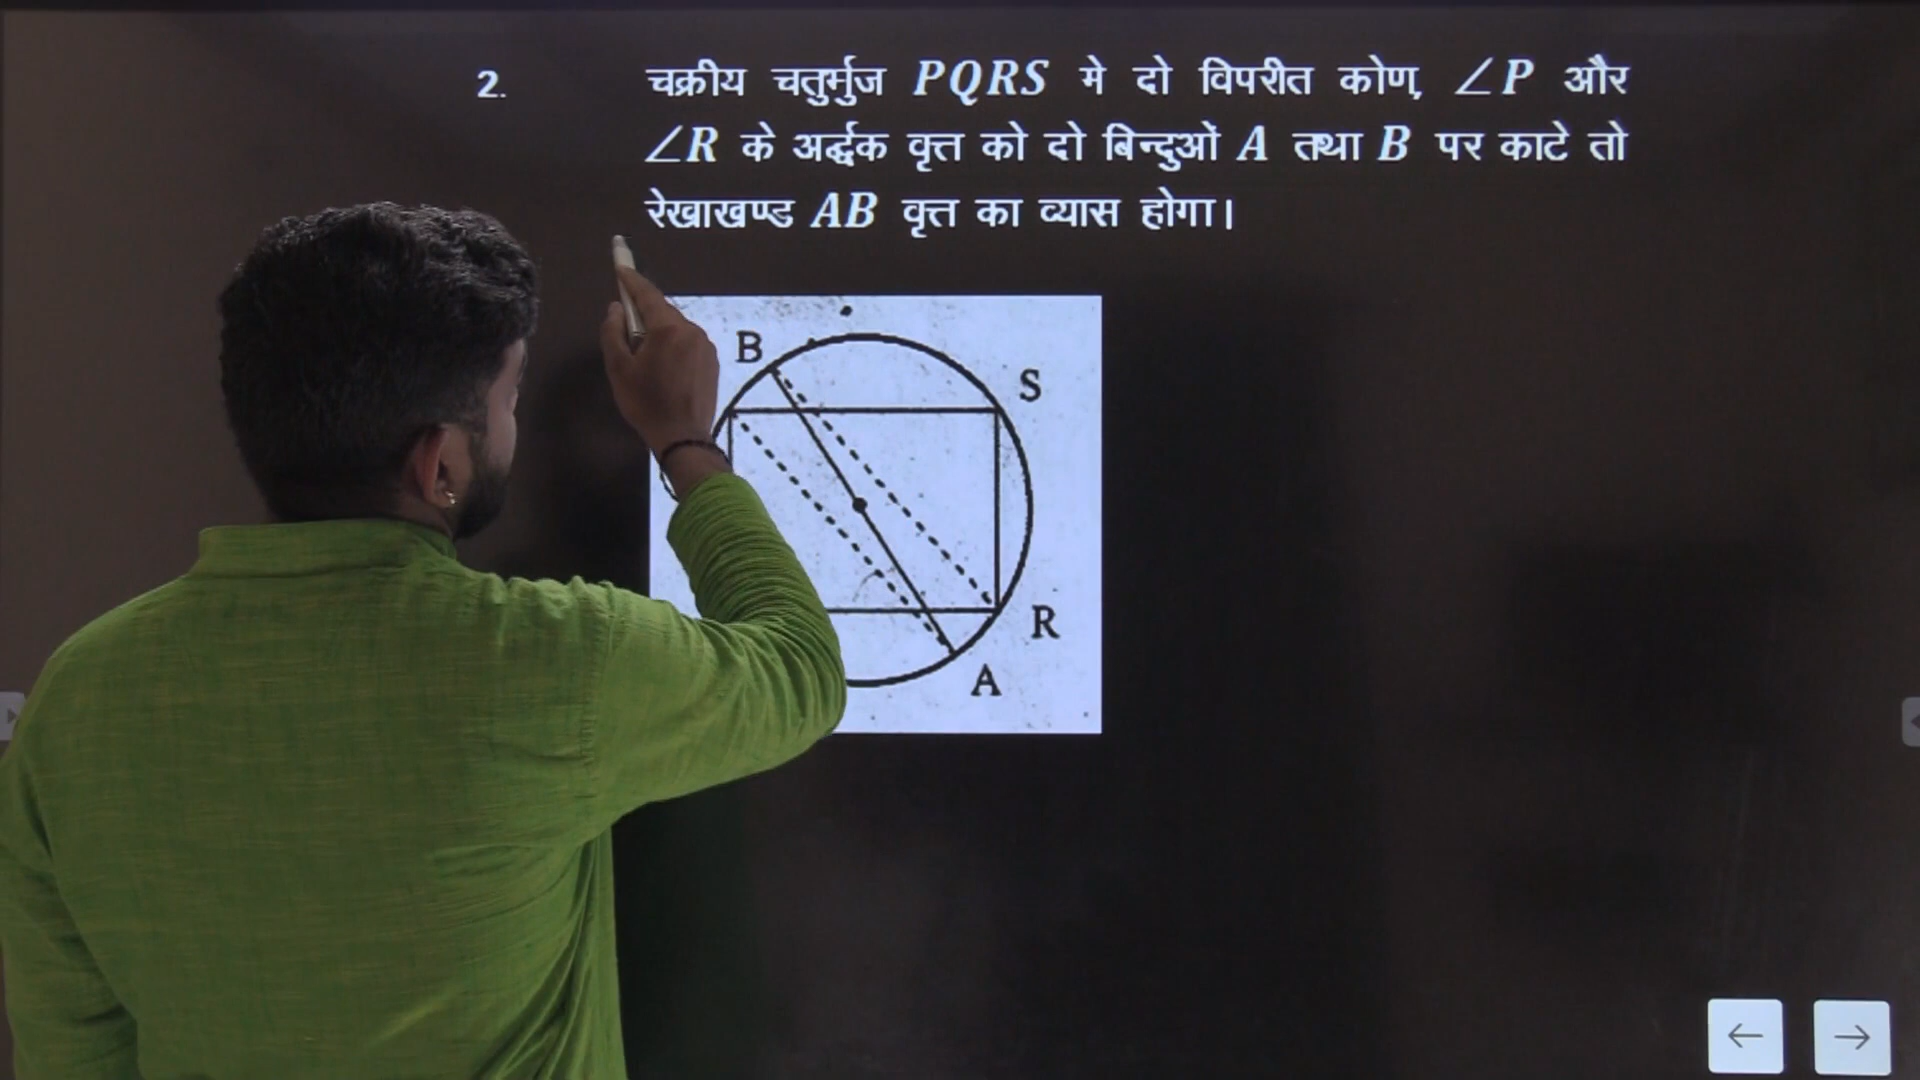 2. चक्रीय चतुर्भुज PQRS मे दो विपरीत कोण, ∠P और
∠R के अर्द्धक वृत्त को दो बिन्दुओं A तथा B पर काटे तो
रेखाखण्ड AB वृत्त का व्यास होगा।
B
S
R
A